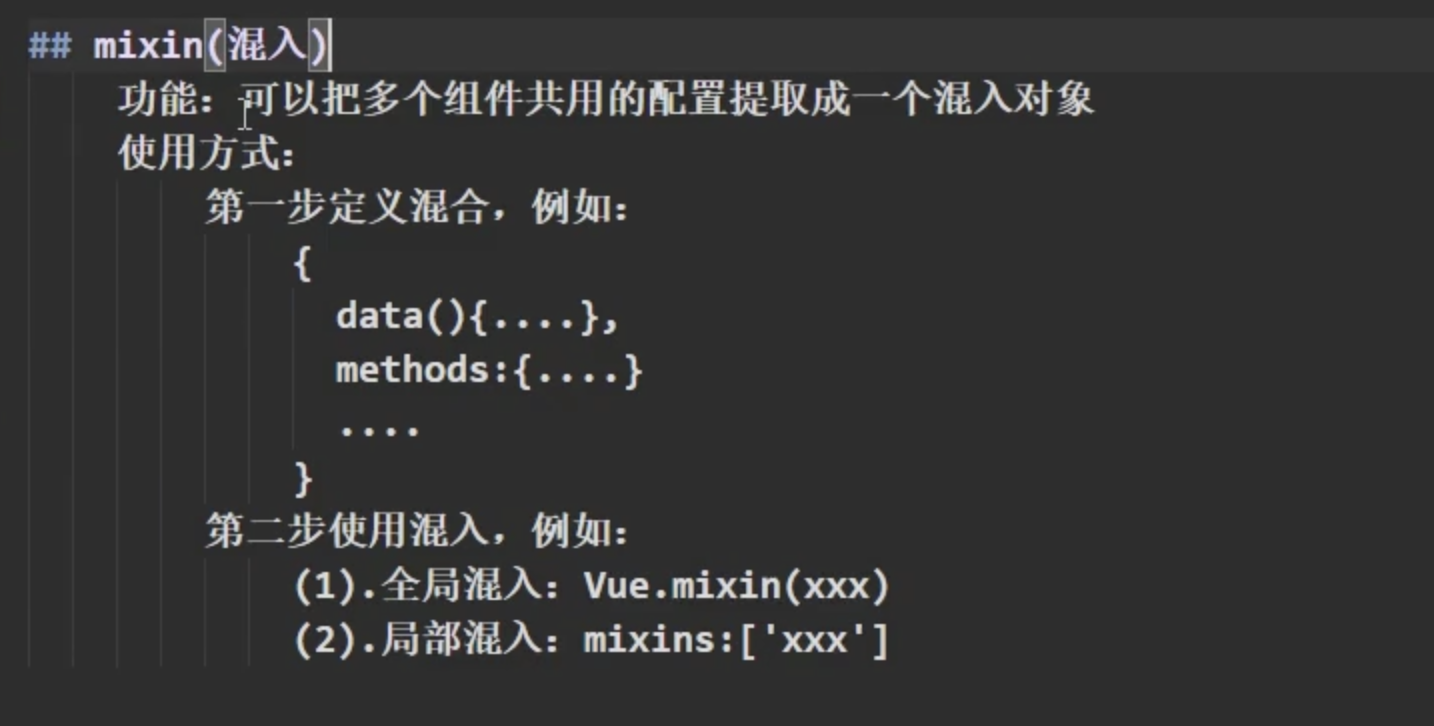 ## mixin(混入)
功能：可以把多个组件共用的配置提取成一个混入对象
使用方式：
第一步定义混合，例如：
{
data(){....},
methods:{....}
....
}
第二步使用混入，例如：
(1).全局混入：Vue.mixin(xxx)
(2).局部混入：mixins:['xxx']